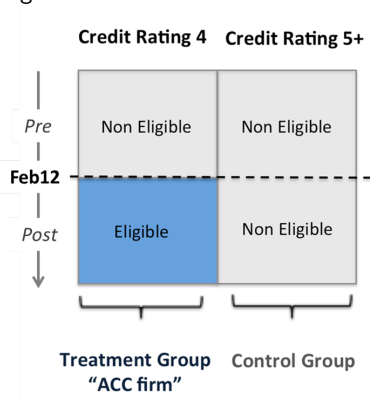 Credit Rating 4 Credit Rating 5+
Pre
Non Eligible Non Eligible
Feb12
Post
Eligible Non Eligible
Treatment Group Control Group
“ACC firm”